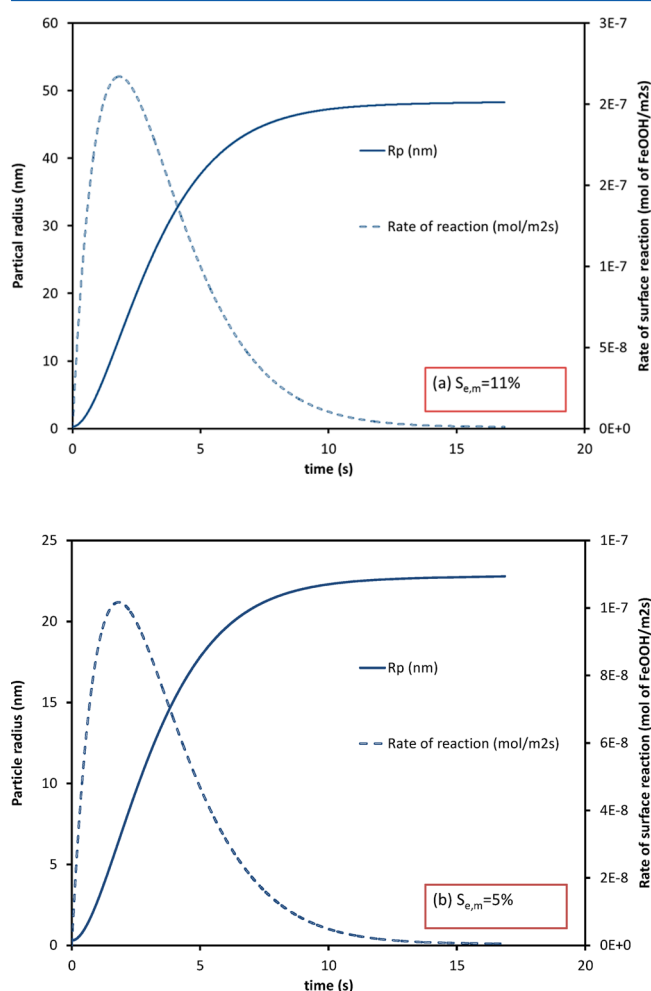 60
50
40
30
20
10
0
Partical radius (nm)
3E-7
2E-7
2E-7
1E-7
5E-8
0E+0
Rate of surface reaction (mol of FeOOH/m2s)
Rp (nm)
Rate of reaction (mol/m2s)
(a) Se,m=11%
0 5 10 15 20
time (s)
25
20
15
10
5
0
Particle radius (nm)
1E-7
1E-7
8E-8
6E-8
4E-8
2E-8
0E+0
Rate of surface reaction (mol of FeOOH/m2s)
Rp (nm)
Rate of reaction (mol/m2s)
(b) Se,m=5%
0 5 10 15 20
time (s)